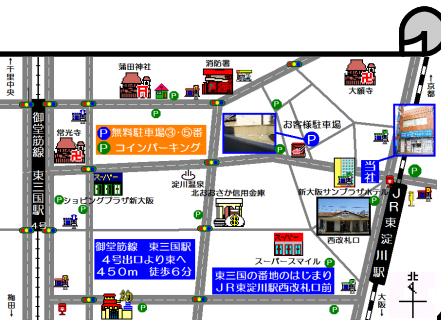 ↑千里中央
蒲田神社
消防署
大願寺
↑京都
御堂筋線 東三国駅
常光寺
P 無料駐車場③・⑤番
P コインパーキング
お客様駐車場
P
当社
スーパー
淀川温泉
ショッピングプラザ新大阪
北おおさか信用金庫
新大阪サンプラザホテル
4号
西改札口
JR東淀川駅
御堂筋線 東三国駅
4号出口より東へ
450m 徒歩6分
スーパー
スーパースマイル
東三国の番地のはじまり
JR東淀川駅西改札口前
北
梅田↓
大阪↓